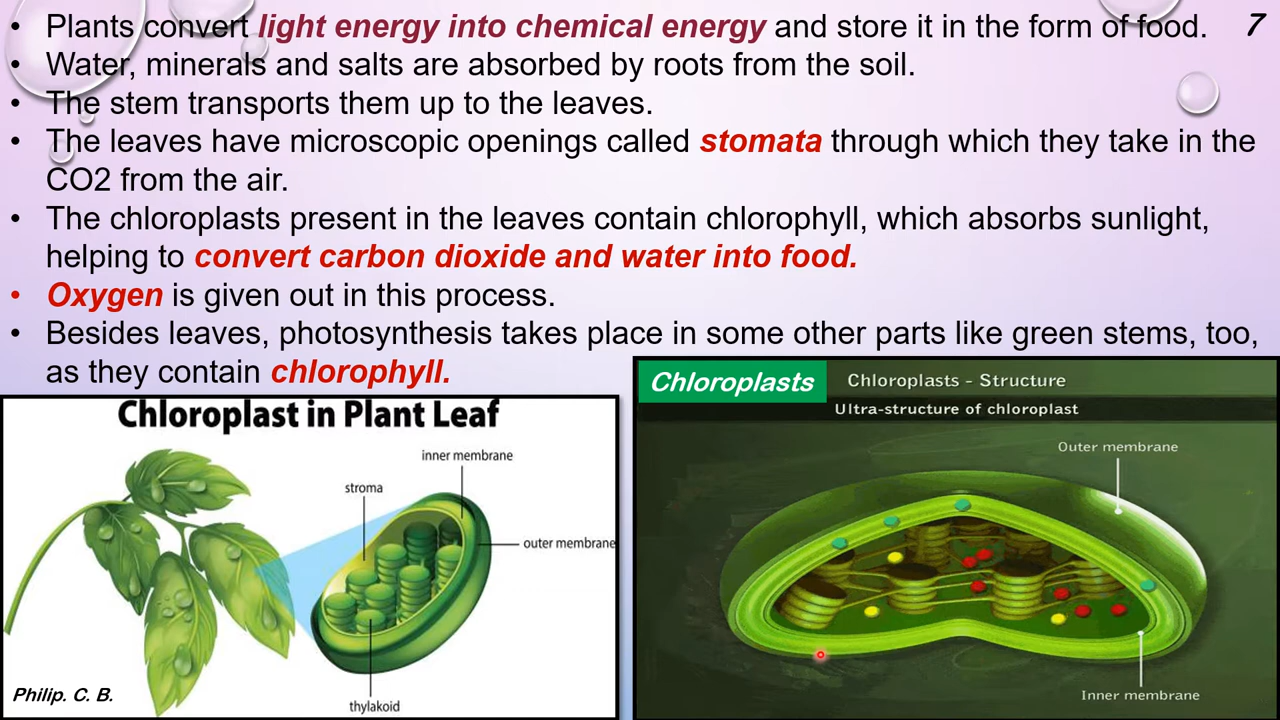 • Plants convert light energy into chemical energy and store it in the form of food.
7
• Water, minerals and salts are absorbed by roots from the soil.
• The stem transports them up to the leaves.
• The leaves have microscopic openings called stomata through which they take in the
CO2 from the air.
• The chloroplasts present in the leaves contain chlorophyll, which absorbs sunlight,
helping to convert carbon dioxide and water into food.
• Oxygen is given out in this process.
• Besides leaves, photosynthesis takes place in some other parts like green stems, too,
as they contain chlorophyll.
Chloroplast in Plant Leaf
inner membrane
stroma
outer membrane
thylakoid
Philip. C. B.
Chloroplasts
Chloroplasts - Structure
Ultra-structure of chloroplast
Outer membrane
Inner membrane